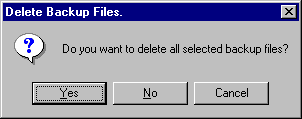 Delete Backup Files.
Do you want to delete all selected backup files?
Yes
No
Cancel